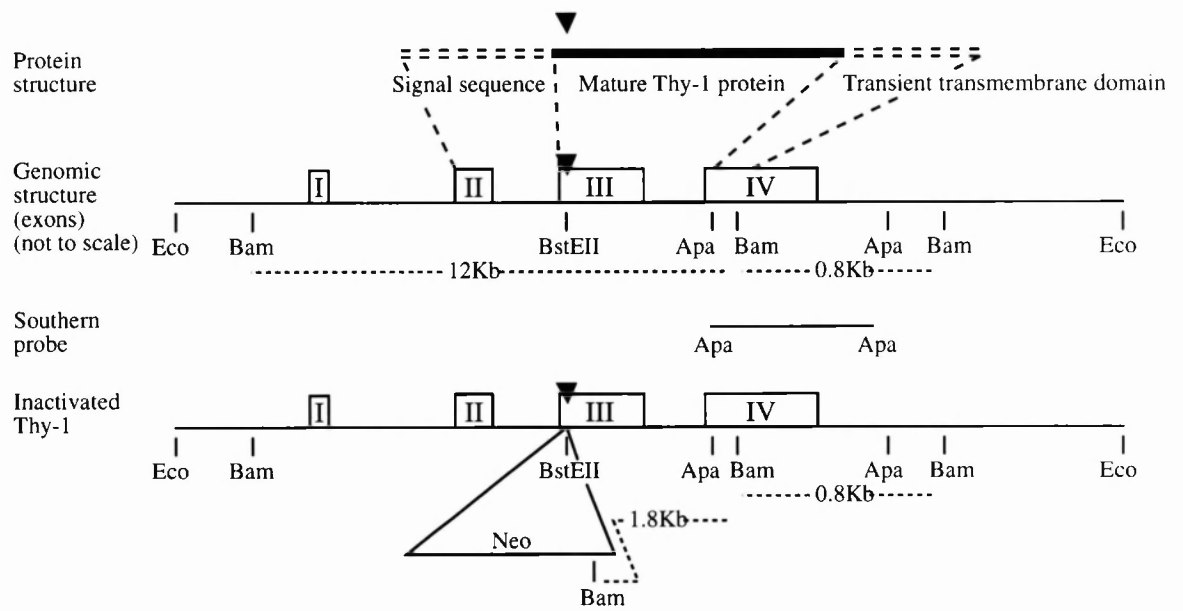 Protein
structure
Signal sequence
Mature Thy-1 protein
Transient transmembrane domain
Genomic
structure
(exons)
(not to scale)
I
II
III
IV
Eco
Bam
BstEII
Apa
Bam
Apa
Bam
Eco
12Kb
0.8Kb
Southern
probe
Apa
Apa
Inactivated
Thy-1
I
II
III
IV
Eco
Bam
BstEII
Apa
Bam
Apa
Bam
Eco
0.8Kb
1.8Kb
Neo
Bam